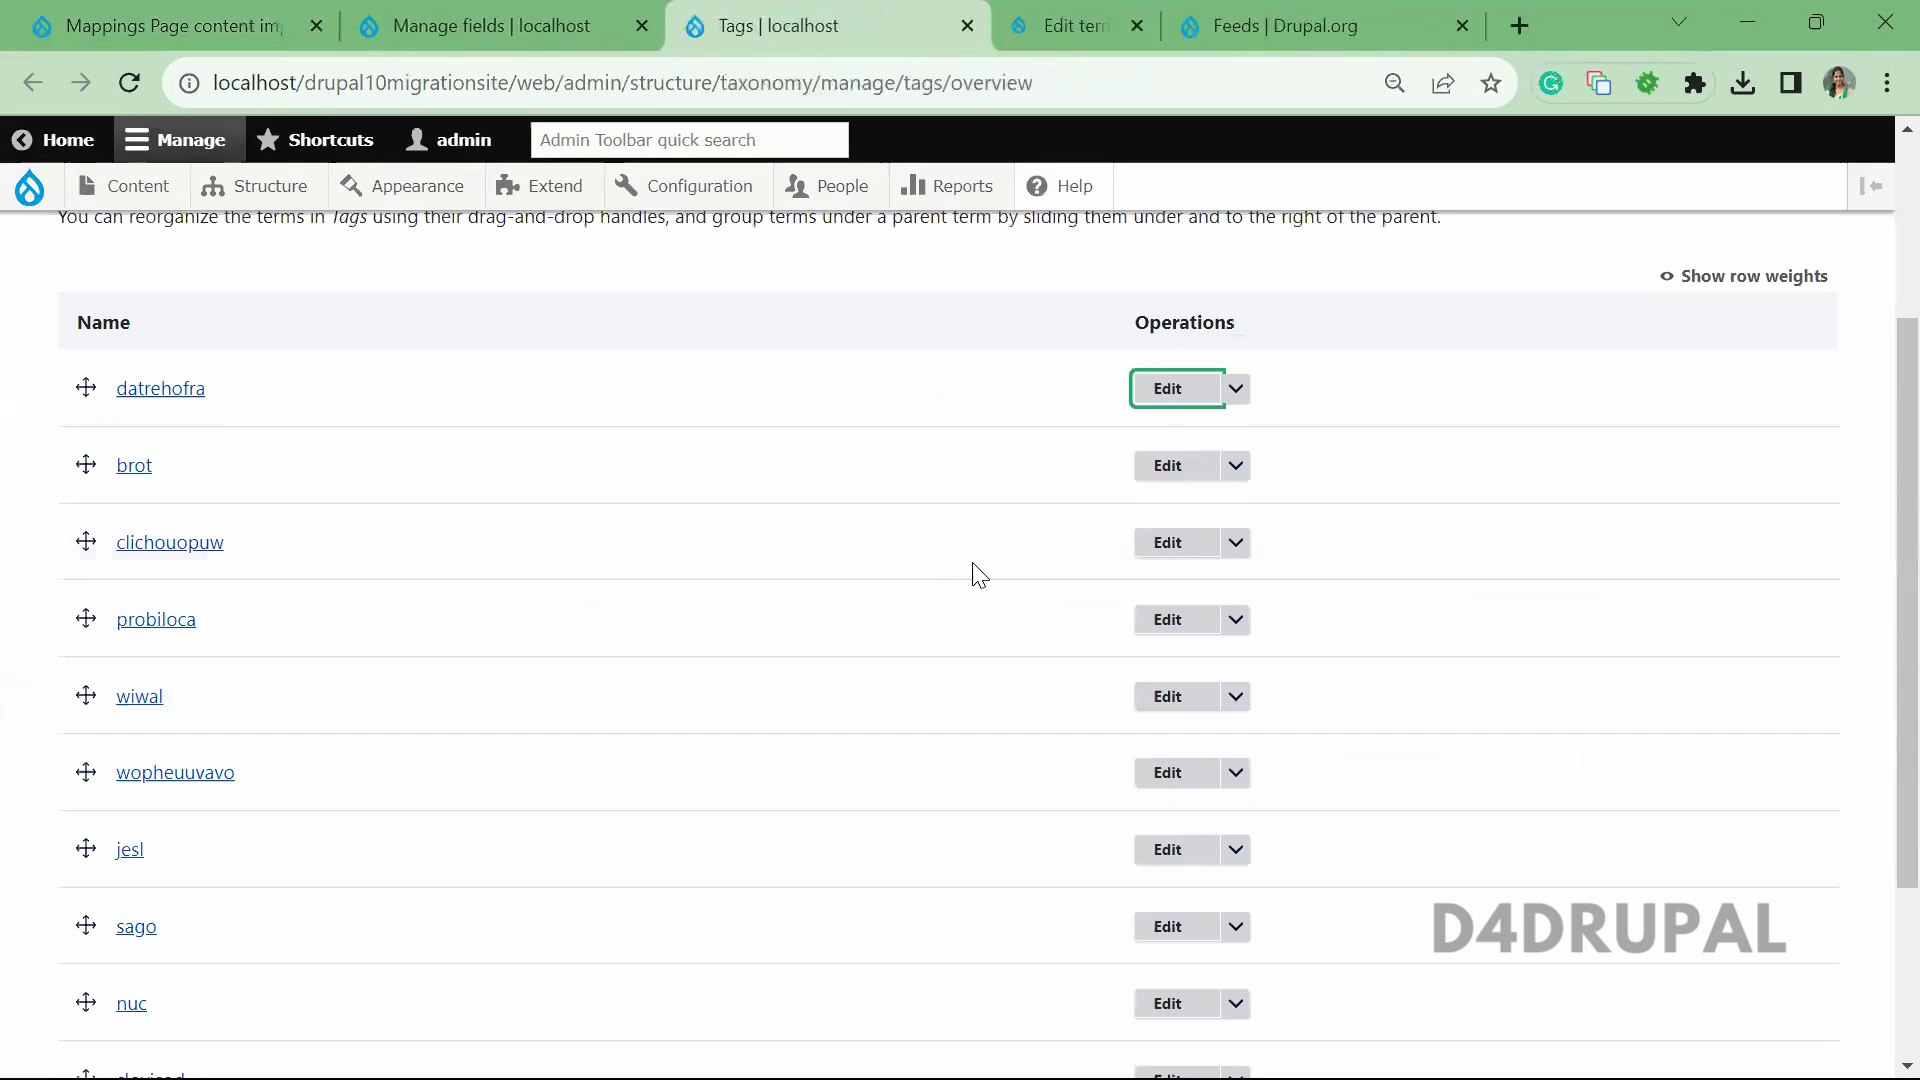 Mappings Page content im
Manage fields | localhost
Tags | localhost
Edit term
Feeds | Drupal.org
localhost/drupal10migrationsite/web/admin/structure/taxonomy/manage/tags/overview
Home
Manage
Shortcuts
admin
Admin Toolbar quick search
Content
Structure
Appearance
Extend
Configuration
People
Reports
Help
You can reorganize the terms in Tags using their drag-and-drop handles, and group terms under a parent term by sliding them under and to the right of the parent.
Show row weights
Name Operations
datrehofra Edit
brot Edit
clichouopuw Edit
probiloca Edit
wiwal Edit
wopheuuvavo Edit
jesl Edit
sago Edit
D4DRUPAL
nuc Edit